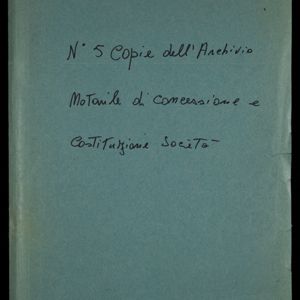 N° 5 Copie dell'Archivio
Notarile di concessione e
Costituzione Società